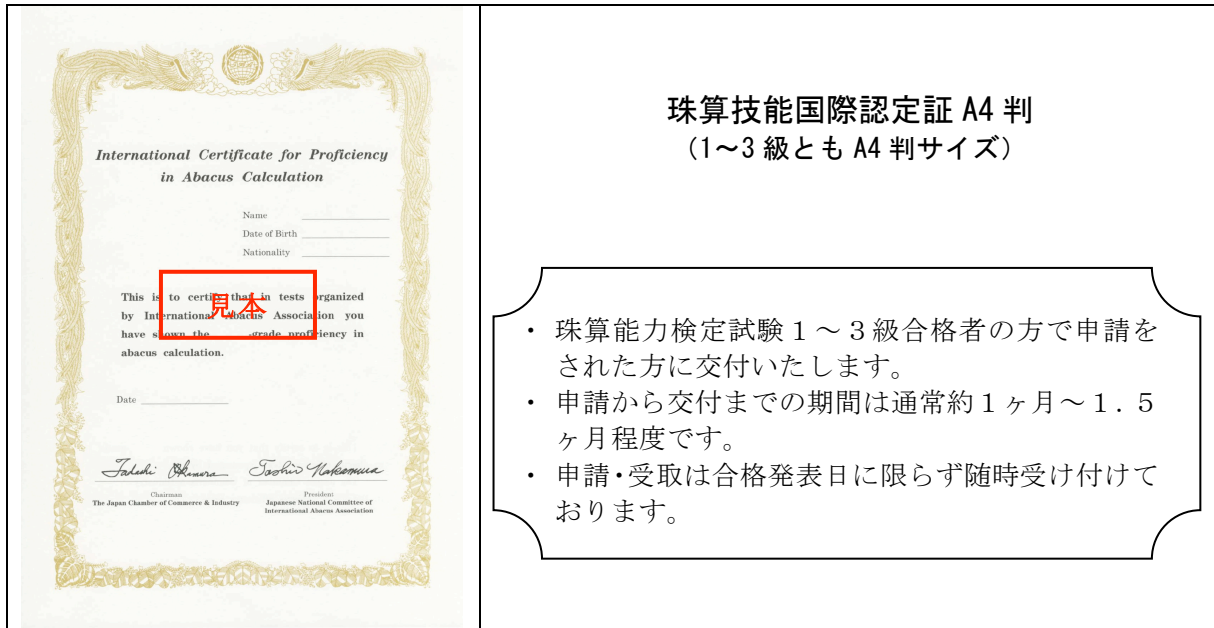 International Certificate for Proficiency
in Abacus Calculation
Name
Date of Birth
Nationality
This is to certify that in tests organized
by International Abacus Association you
have shown the -grade proficiency in
abacus calculation.
見本
Date
Tadashi Okamura
Toshio Nakamura
Chairman
The Japan Chamber of Commerce & Industry
President
Japanese National Committee of
International Abacus Association
珠算技能国際認定証 A4 判
(1～3 級とも A4 判サイズ)
・ 珠算能力検定試験１～３級合格者の方で申請を
された方に交付いたします。
・ 申請から交付までの期間は通常約１ヶ月～１．５
ヶ月程度です。
・ 申請・受取は合格発表日に限らず随時受け付けて
おります。